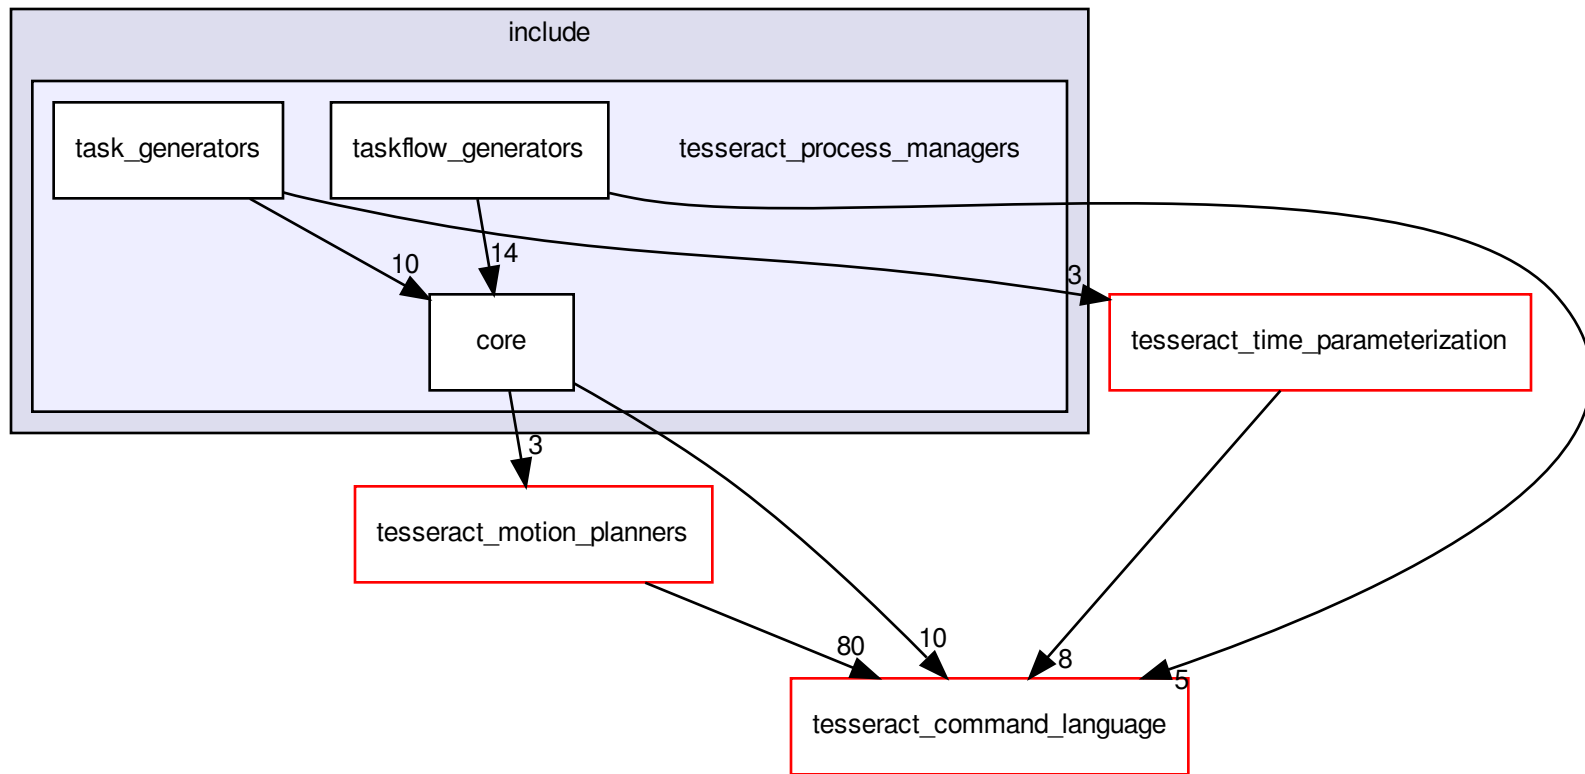 include
task_generators
taskflow_generators
tesseract_process_managers
10
14
3
core
tesseract_time_parameterization
3
tesseract_motion_planners
80
10
8
5
tesseract_command_language